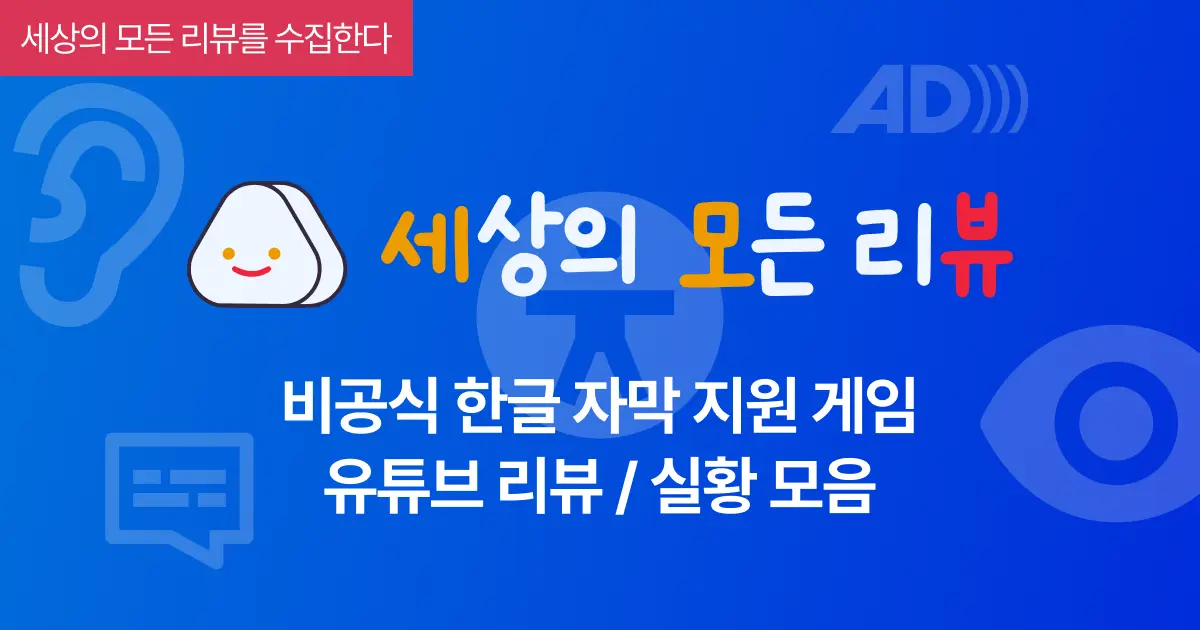 세상의 모든 리뷰를 수집한다
AD
세상의 모든 리뷰
비공식 한글 자막 지원 게임
유튜브 리뷰 / 실황 모음